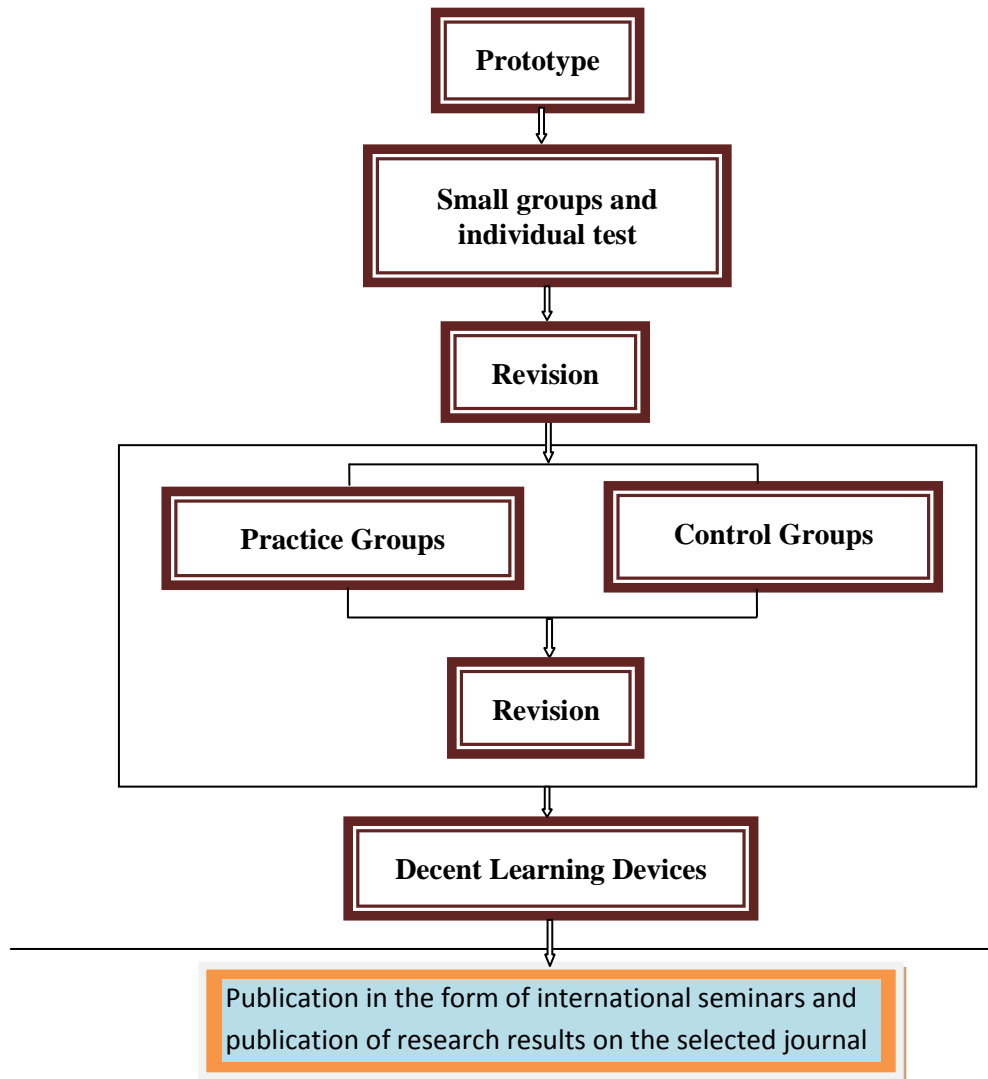 Prototype
Small groups and
individual test
Revision
Practice Groups
Control Groups
Revision
Decent Learning Devices
Publication in the form of international seminars and
publication of research results on the selected journal